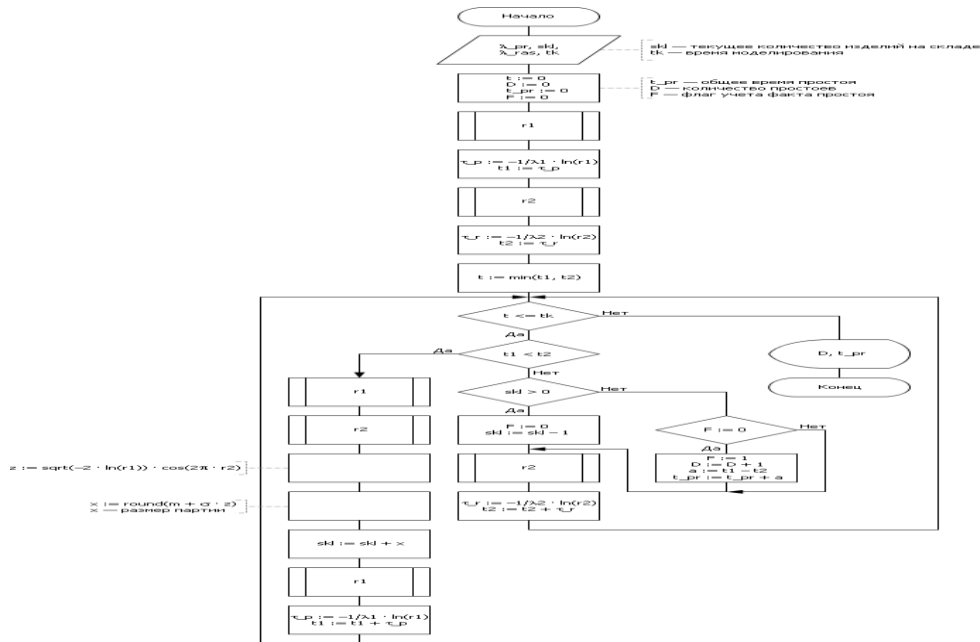 Начало
λ_pr, skl,
λ_ras, tk
skl — текущее количество изделий на складе
tk — время моделирования
t := 0
D := 0
t_pr := 0
F := 0
t_pr — общее время простоя
D — количество простоев
F — флаг учета факта простоя
r1
τ_p := −1/λ1 · ln(r1)
t1 := τ_p
r2
τ_r := −1/λ2 · ln(r2)
t2 := τ_r
t := min(t1, t2)
t <= tk
Нет
Да
t1 < t2
Да
Нет
D, t_pr
Конец
skl > 0
Нет
Да
r1
r2
F := 0
skl := skl − 1
F := 0
Нет
Да
F := 1
D := D + 1
a := t1 − t2
t_pr := t_pr + a
z := sqrt(−2 · ln(r1)) · cos(2π · r2)
r2
x := round(m + σ · z)
x — размер партии
τ_r := −1/λ2 · ln(r2)
t2 := t2 + τ_r
skl := skl + x
r1
τ_p := −1/λ1 · ln(r1)
t1 := t1 + τ_p